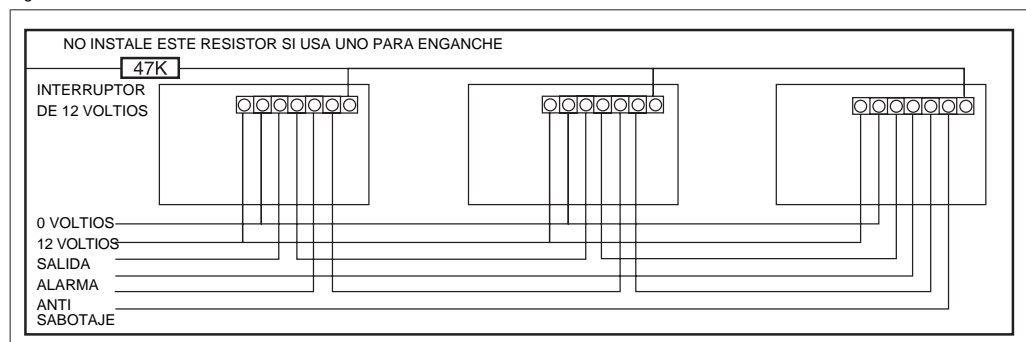 NO INSTALE ESTE RESISTOR SI USA UNO PARA ENGANCHE
47K
INTERRUPTOR
DE 12 VOLTIOS
0 VOLTIOS
12 VOLTIOS
SALIDA
ALARMA
ANTI
SABOTAJE